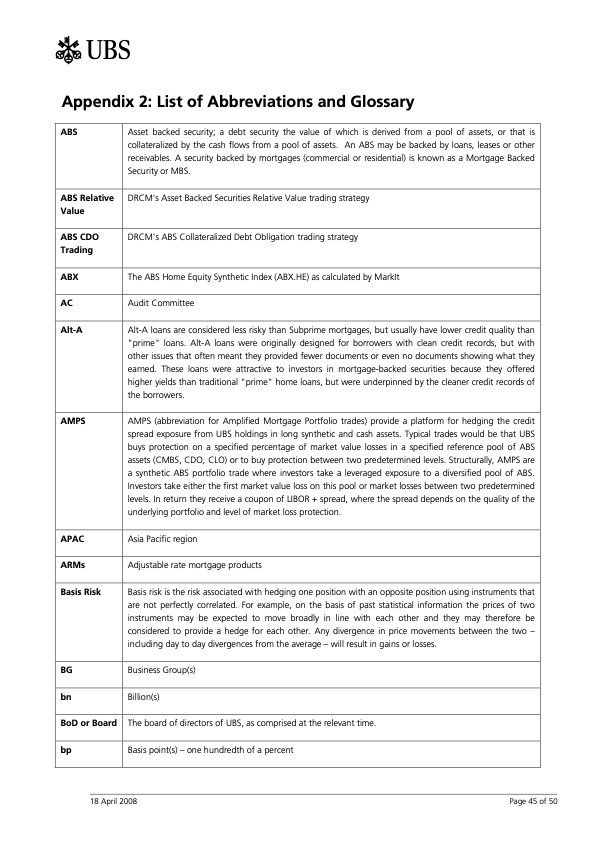 UBS
Appendix 2: List of Abbreviations and Glossary
ABS
Asset backed security; a debt security the value of which is derived from a pool of assets, or that is
collateralized by the cash flows from a pool of assets. An ABS may be backed by loans, leases or other
receivables. A security backed by mortgages (commercial or residential) is known as a Mortgage Backed
Security or MBS.
ABS Relative
Value
DRCM's Asset Backed Securities Relative Value trading strategy
ABS CDO
Trading
DRCM's ABS Collateralized Debt Obligation trading strategy
ABX
The ABS Home Equity Synthetic Index (ABX.HE) as calculated by MarkIt
AC
Audit Committee
Alt-A
Alt-A loans are considered less risky than Subprime mortgages, but usually have lower credit quality than
"prime" loans. Alt-A loans were originally designed for borrowers with clean credit records, but with
other issues that often meant they provided fewer documents or even no documents showing what they
earned. These loans were attractive to investors in mortgage-backed securities because they offered
higher yields than traditional "prime" home loans, but were underpinned by the cleaner credit records of
the borrowers.
AMPS
AMPS (abbreviation for Amplified Mortgage Portfolio trades) provide a platform for hedging the credit
spread exposure from UBS holdings in long synthetic and cash assets. Typical trades would be that UBS
buys protection on a specified percentage of market value losses in a specified reference pool of ABS
assets (CMBS, CDO, CLO) or to buy protection between two predetermined levels. Structurally, AMPS are
a synthetic ABS portfolio trade where investors take a leveraged exposure to a diversified pool of ABS.
Investors take either the first market value loss on this pool or market losses between two predetermined
levels. In return they receive a coupon of LIBOR + spread, where the spread depends on the quality of the
underlying portfolio and level of market loss protection.
APAC
Asia Pacific region
ARMs
Adjustable rate mortgage products
Basis Risk
Basis risk is the risk associated with hedging one position with an opposite position using instruments that
are not perfectly correlated. For example, on the basis of past statistical information the prices of two
instruments may be expected to move broadly in line with each other and they may therefore be
considered to provide a hedge for each other. Any divergence in price movements between the two –
including day to day divergences from the average – will result in gains or losses.
BG
Business Group(s)
bn
Billion(s)
BoD or Board
The board of directors of UBS, as comprised at the relevant time.
bp
Basis point(s) – one hundredth of a percent
18 April 2008
Page 45 of 50